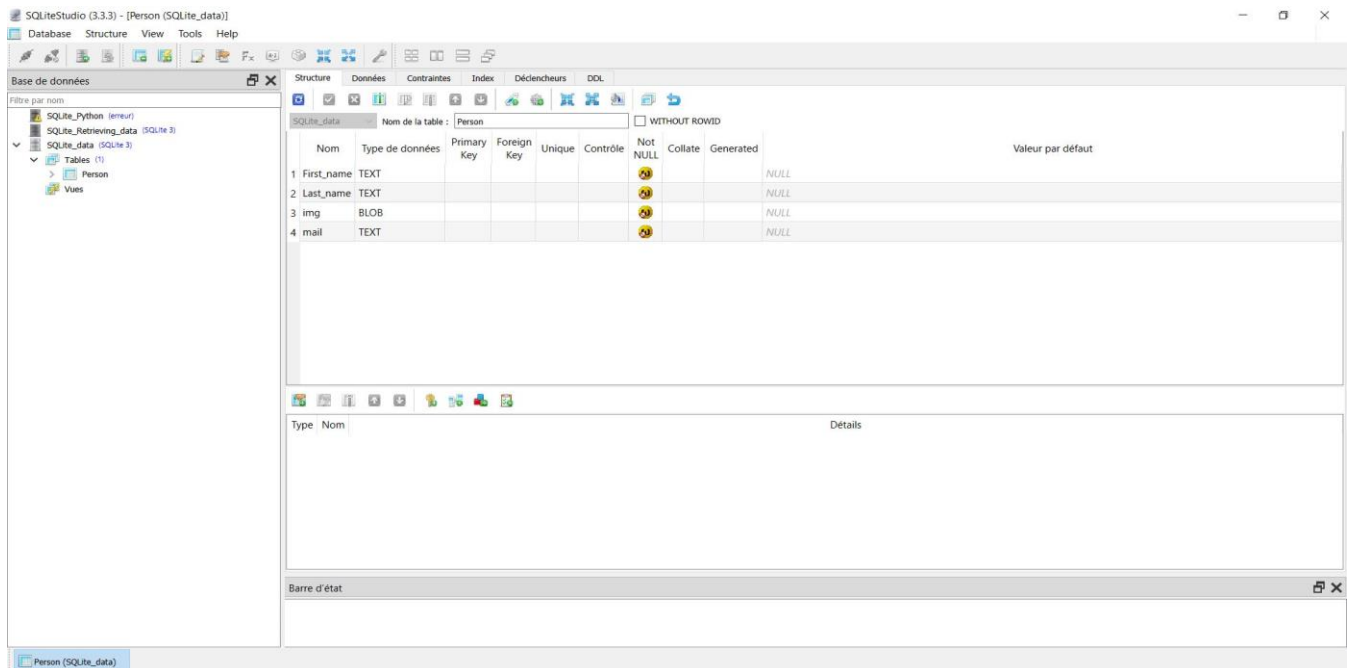 SQLiteStudio (3.3.3) - [Person (SQLite_data)]
Database Structure View Tools Help
Base de données
Filtre par nom
SQLite_Python (erreur)
SQLite_Retrieving_data (SQLite 3)
SQLite_data (SQLite 3)
Tables (1)
Person
Vues
Structure Données Contraintes Index Déclencheurs DDL
SQLite_data Nom de la table : Person WITHOUT ROWID
Nom Type de données Primary Key Foreign Key Unique Contrôle Not NULL Collate Generated Valeur par défaut
1 First_name TEXT NULL
2 Last_name TEXT NULL
3 img BLOB NULL
4 mail TEXT NULL
Type Nom Détails
Barre d'état
Person (SQLite_data)